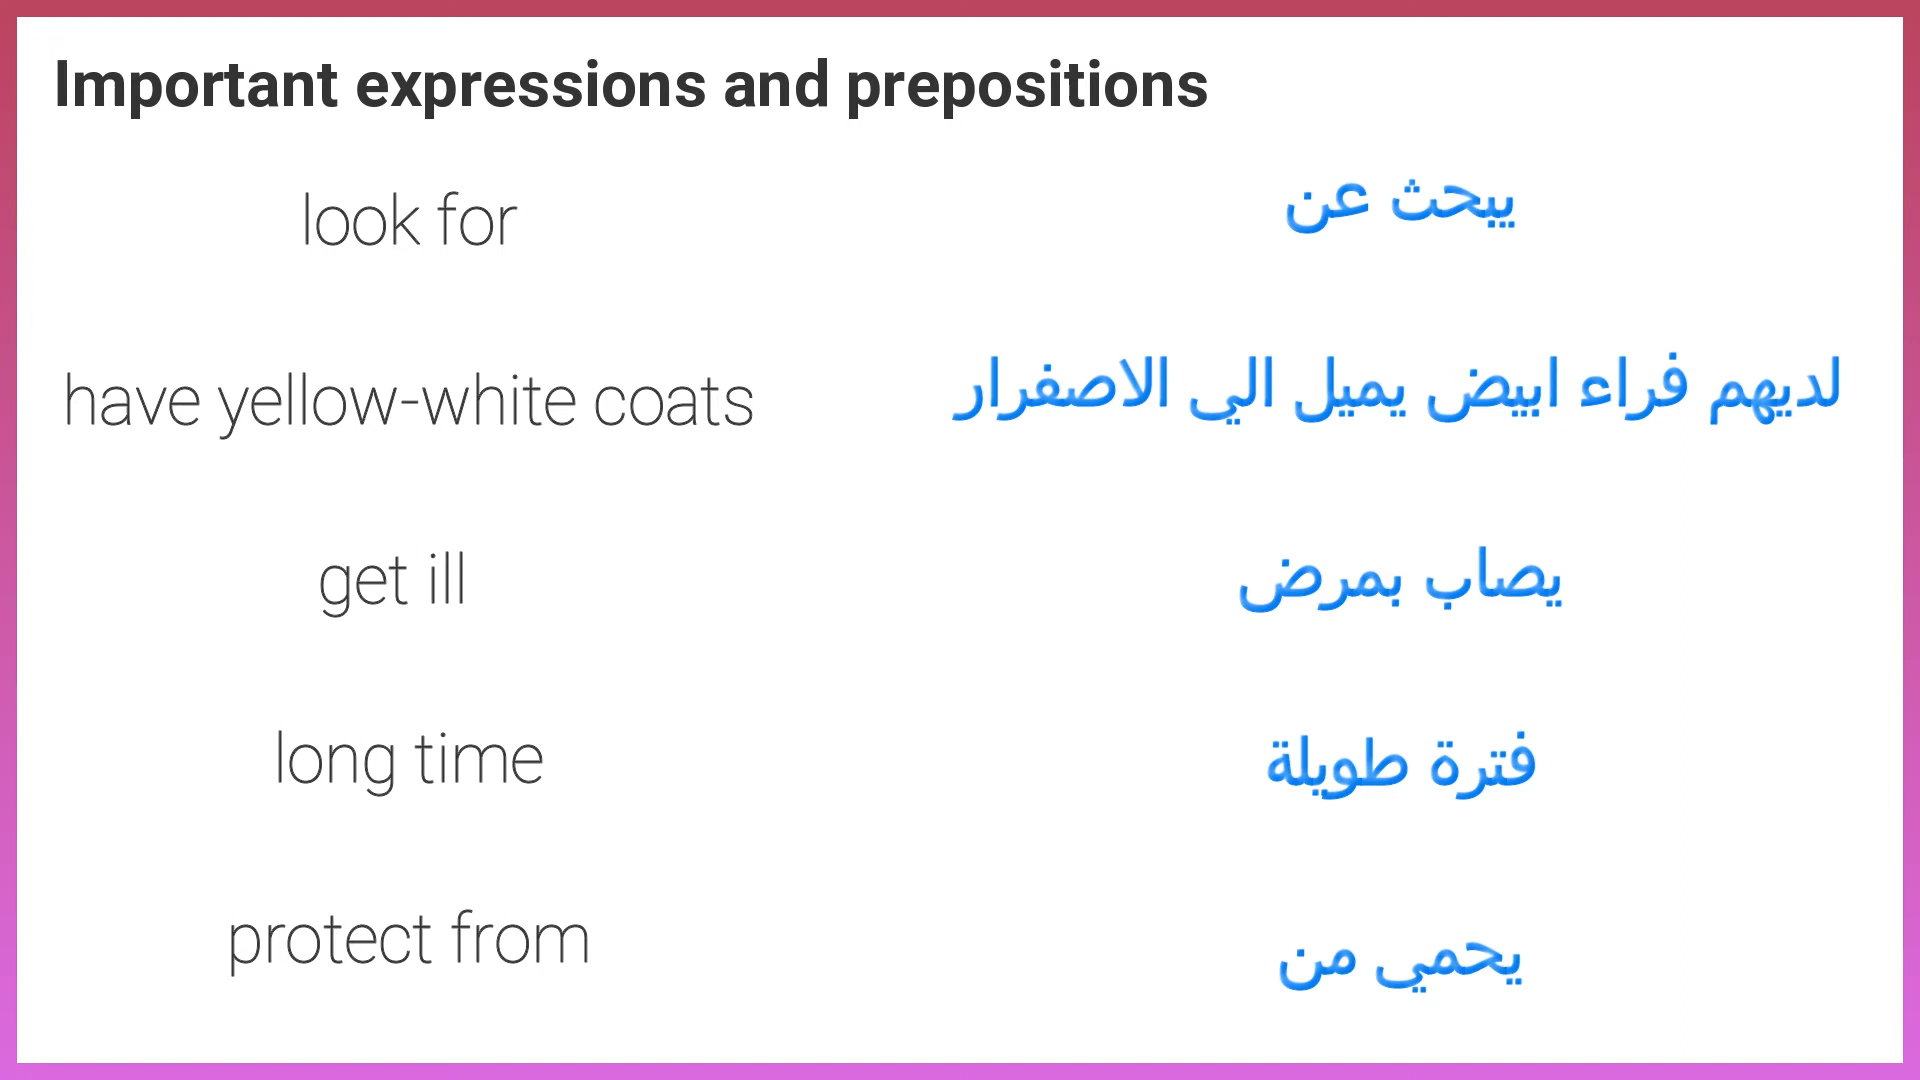 Important expressions and prepositions
look for
يبحث عن
have yellow-white coats
لديهم فراء ابيض يميل الي الاصفرار
get ill
يصاب بمرض
long time
فترة طويلة
protect from
يحمي من